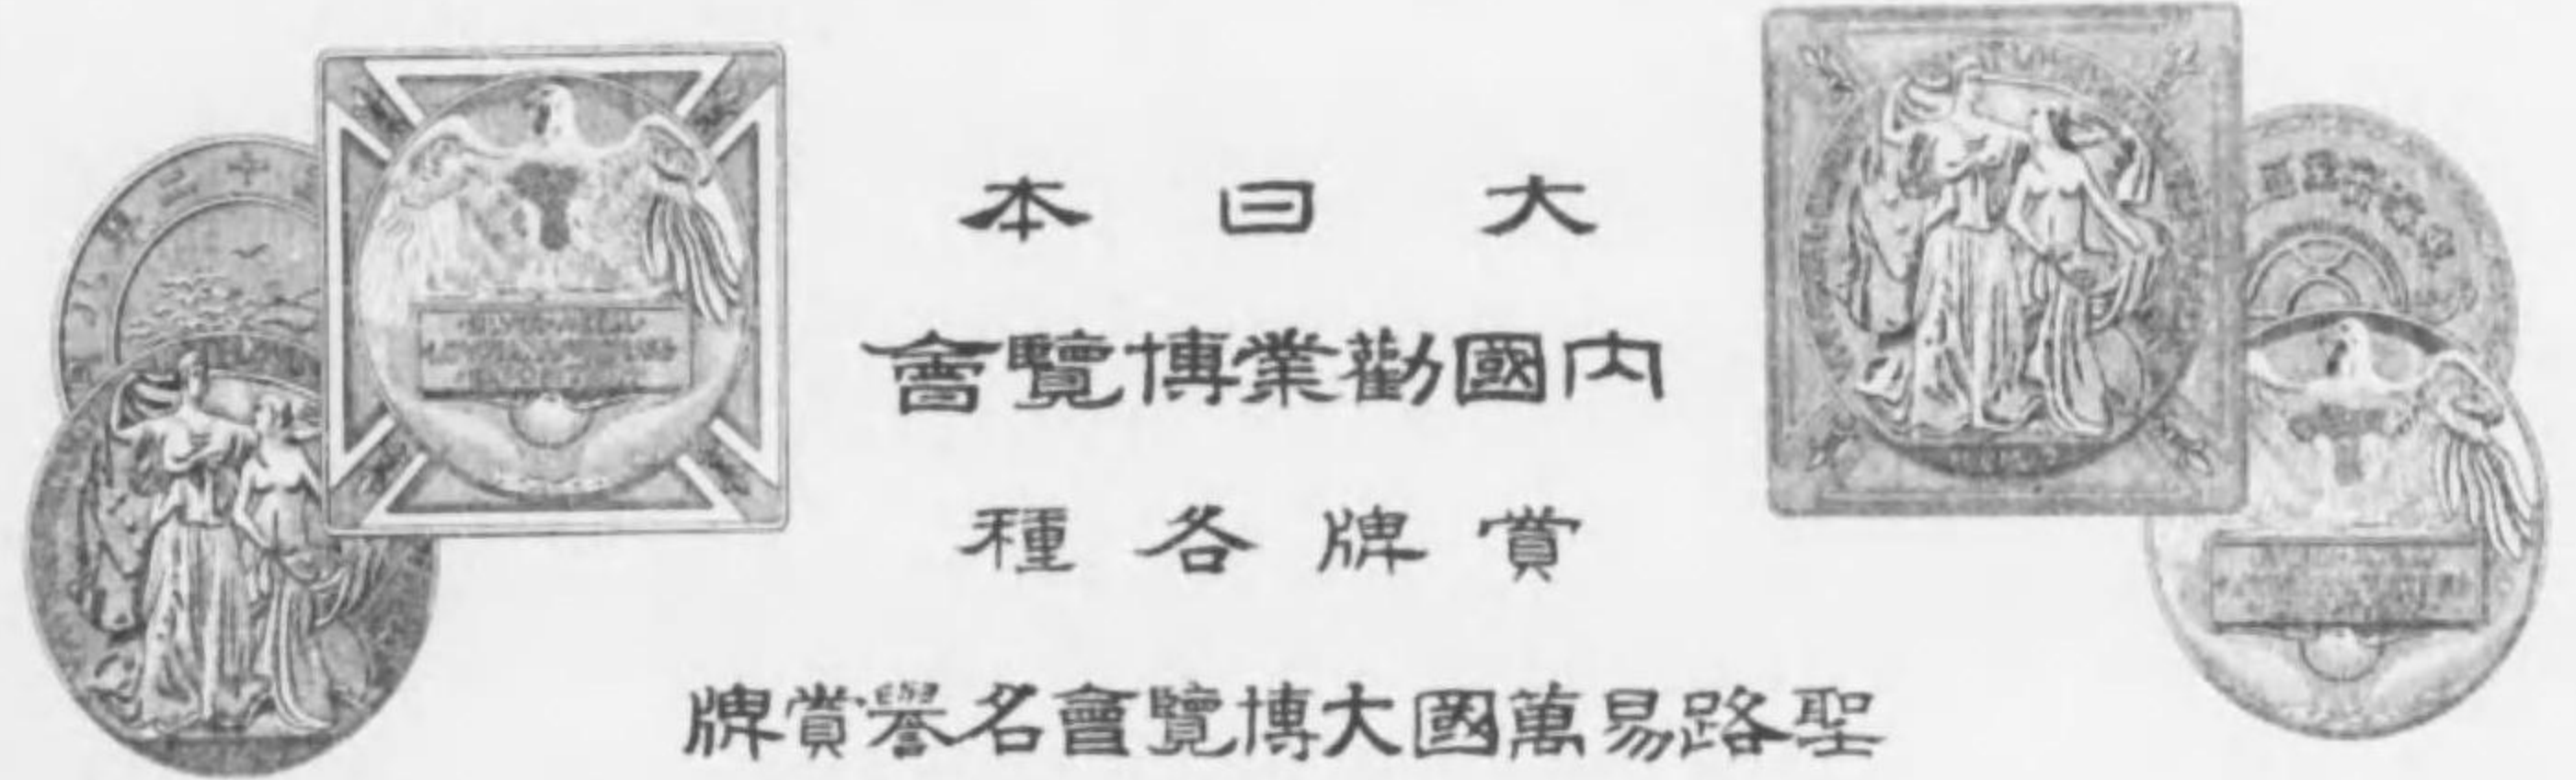 大日本
內國勸業博覽會
賞牌各種
聖路易萬國大博覽會名譽賞牌